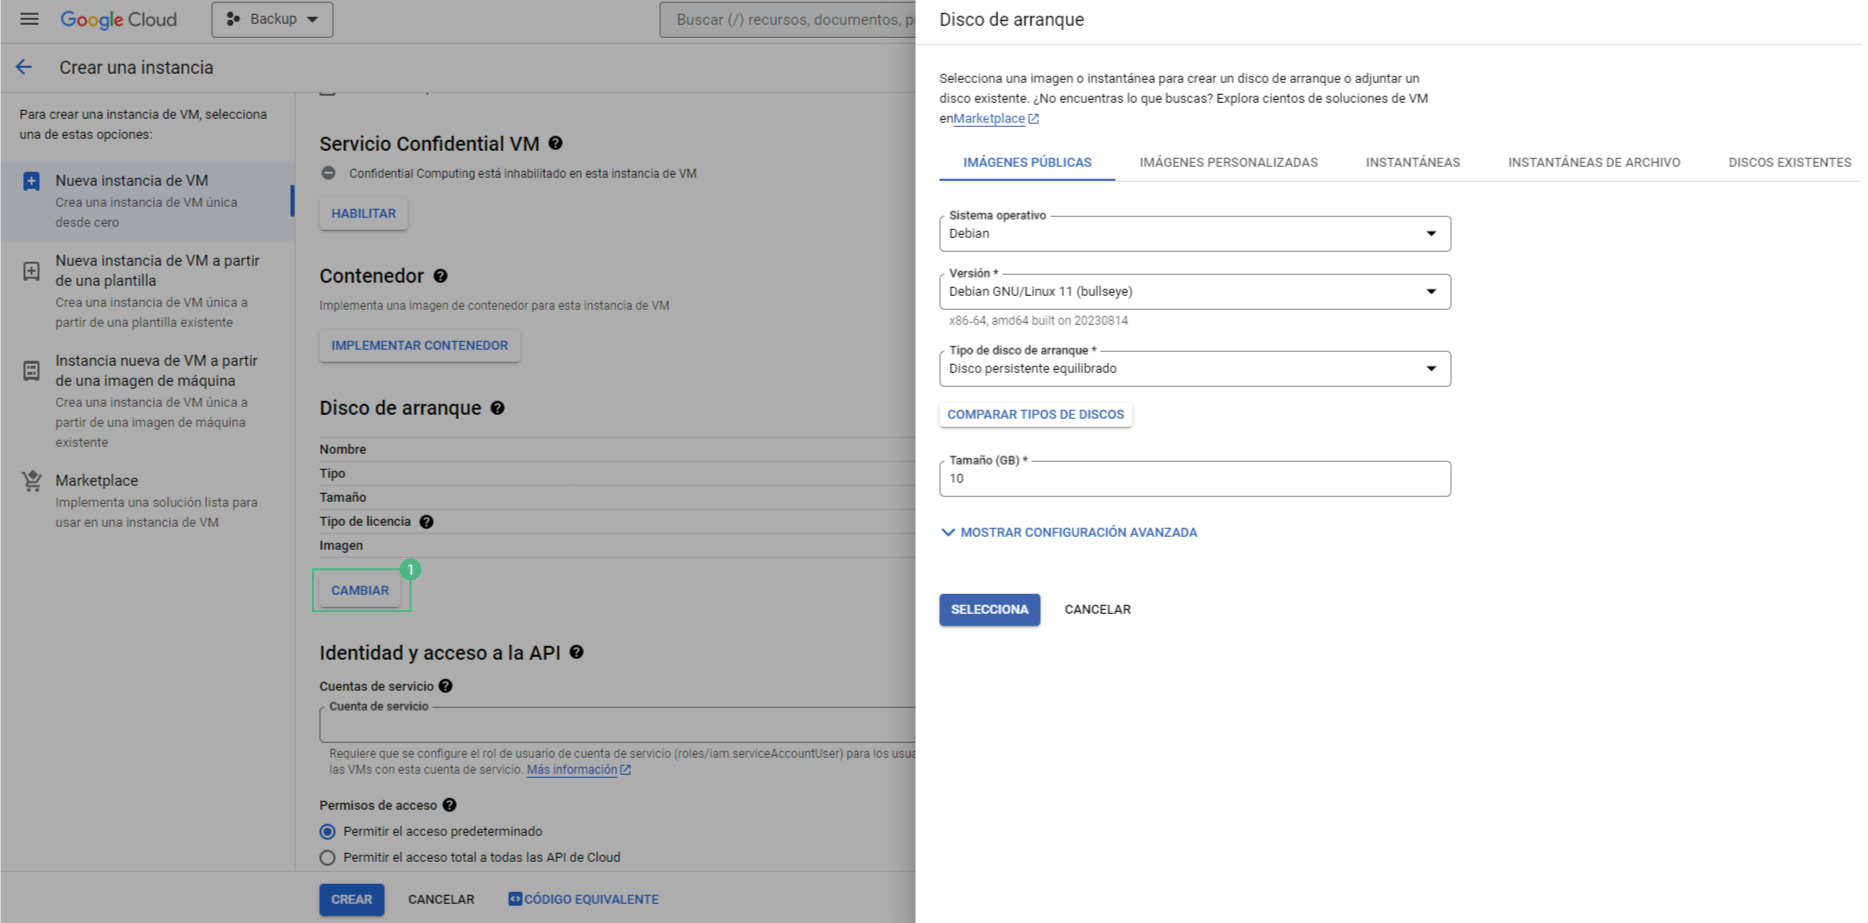 Google Cloud
Backup
Buscar (/) recursos, documentos,
Crear una instancia
Para crear una instancia de VM, selecciona
una de estas opciones:
Nueva instancia de VM
Crea una instancia de VM única
desde cero
Nueva instancia de VM a partir
de una plantilla
Crea una instancia de VM única a
partir de una plantilla existente
Instancia nueva de VM a partir
de una imagen de máquina
Crea una instancia de VM única a
partir de una imagen de máquina
existente
Marketplace
Implementa una solución lista para
usar en una instancia de VM
Servicio Confidential VM
Confidential Computing está inhabilitado en esta instancia de VM
HABILITAR
Contenedor
Implementa una imagen de contenedor para esta instancia de VM
IMPLEMENTAR CONTENEDOR
Disco de arranque
Nombre
Tipo
Tamaño
Tipo de licencia
Imagen
CAMBIAR
1
Identidad y acceso a la API
Cuentas de servicio
Cuenta de servicio
Requiere que se configure el rol de usuario de cuenta de servicio (roles/iam.serviceAccountUser) para los
las VMs con esta cuenta de servicio. Más información
Permisos de acceso
Permitir el acceso predeterminado
Permitir el acceso total a todas las API de Cloud
CREAR
CANCELAR
CÓDIGO EQUIVALENTE
Disco de arranque
Selecciona una imagen o instantánea para crear un disco de arranque o adjuntar un
disco existente. ¿No encuentras lo que buscas? Explora cientos de soluciones de VM
enMarketplace
IMÁGENES PÚBLICAS
IMÁGENES PERSONALIZADAS
INSTANTÁNEAS
INSTANTÁNEAS DE ARCHIVO
DISCOS EXISTENTES
Sistema operativo
Debian
Versión *
Debian GNU/Linux 11 (bullseye)
x86-64, amd64 built on 20230814
Tipo de disco de arranque *
Disco persistente equilibrado
COMPARAR TIPOS DE DISCOS
Tamaño (GB) *
10
MOSTRAR CONFIGURACIÓN AVANZADA
SELECCIONA
CANCELAR